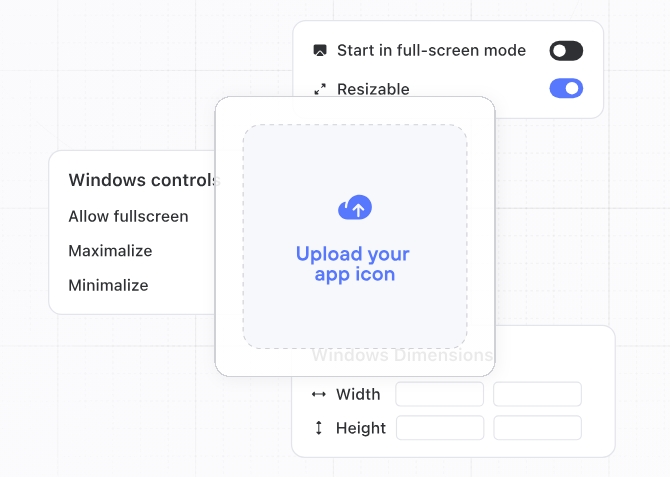 Start in full-screen mode
Resizable
Windows controls
Allow fullscreen
Maximalize
Minimalize
Upload your
app icon
Windows Dimensions
Width
Height